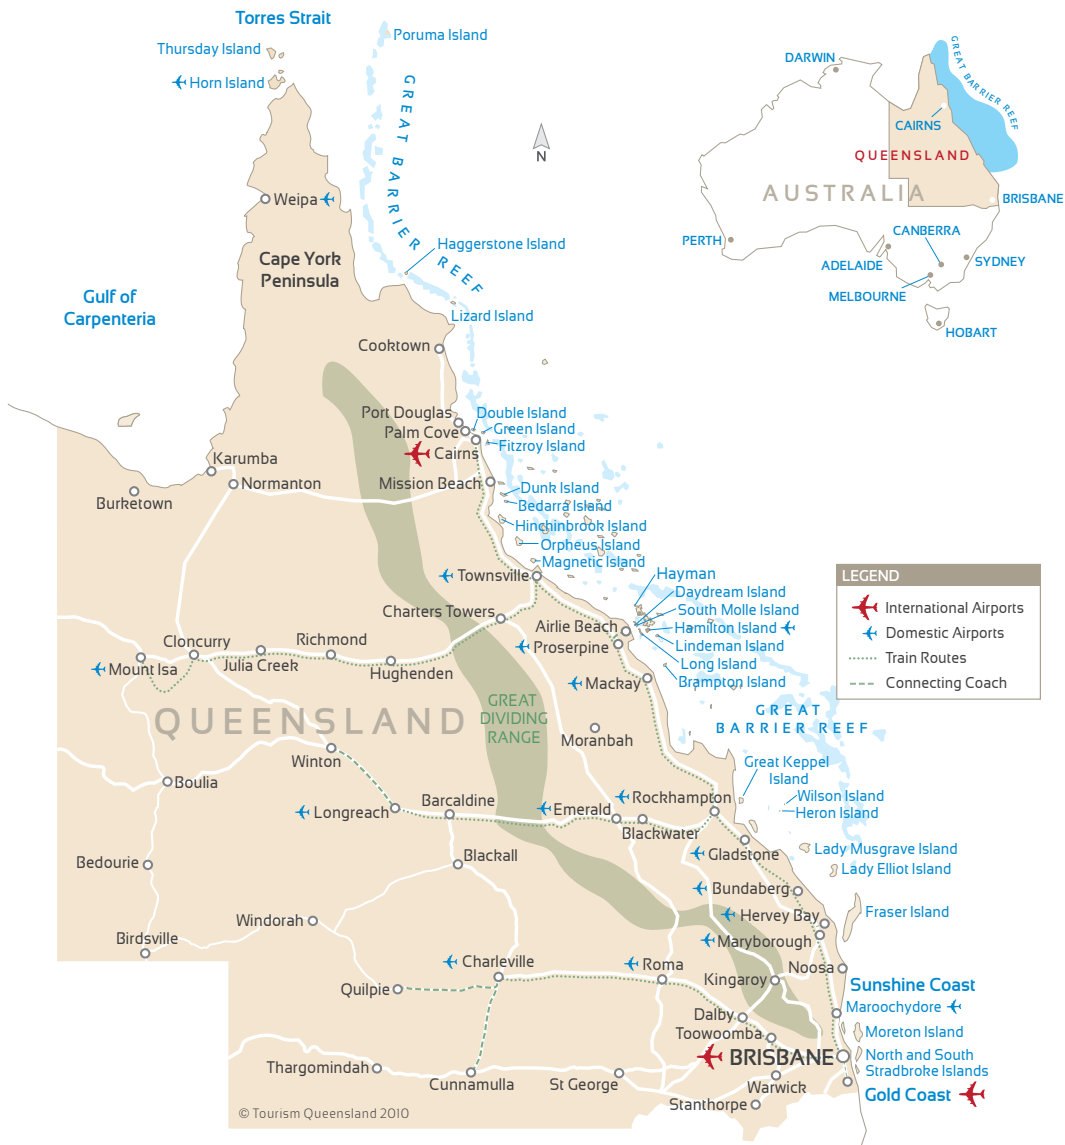 Torres Strait
Thursday Island
Poruma Island
Horn Island
GREAT BARRIER REEF
N
Weipa
Haggerstone Island
Cape York
Peninsula
Gulf of
Carpenteria
Lizard Island
Cooktown
DARWIN
GREAT BARRIER REEF
CAIRNS
QUEENSLAND
AUSTRALIA
BRISBANE
CANBERRA
PERTH
ADELAIDE
SYDNEY
MELBOURNE
HOBART
Port Douglas
Double Island
Palm Cove
Green Island
Fitzroy Island
Cairns
Karumba
Normanton
Mission Beach
Burketown
Dunk Island
Bedarra Island
Hinchinbrook Island
Orpheus Island
Magnetic Island
Townsville
Hayman
Daydream Island
South Molle Island
Hamilton Island
Lindeman Island
Long Island
Brampton Island
LEGEND
International Airports
Domestic Airports
Train Routes
Connecting Coach
Charters Towers
Airlie Beach
Proserpine
Cloncurry
Richmond
Mount Isa
Julia Creek
Hughenden
Mackay
QUEENSLAND
GREAT
DIVIDING
RANGE
GREAT
BARRIER REEF
Moranbah
Winton
Boulia
Great Keppel
Island
Wilson Island
Heron Island
Longreach
Barcaldine
Emerald
Rockhampton
Blackwater
Gladstone
Lady Musgrave Island
Lady Elliot Island
Bedourie
Blackall
Bundaberg
Windorah
Hervey Bay
Fraser Island
Birdsville
Maryborough
Charleville
Roma
Noosa
Quilpie
Kingaroy
Sunshine Coast
Maroochydore
Dalby
Toowoomba
Moreton Island
BRISBANE
North and South
Stradbroke Islands
Thargomindah
Cunnamulla
St George
Warwick
Gold Coast
Stanthorpe
© Tourism Queensland 2010